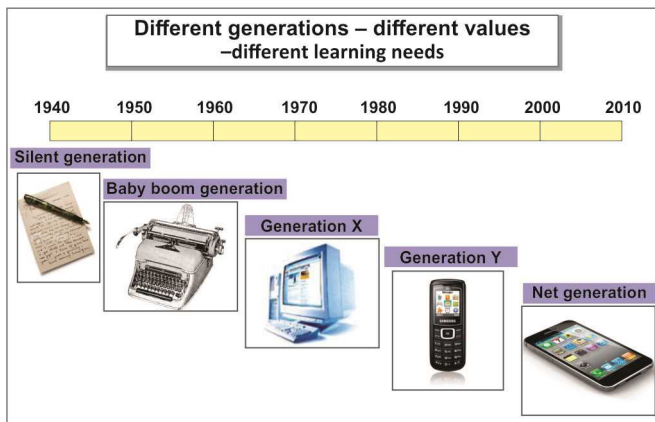 Different generations – different values
–different learning needs
1940 1950 1960 1970 1980 1990 2000 2010
Silent generation
Baby boom generation
Generation X
Generation Y
Net generation
SAMSUNG